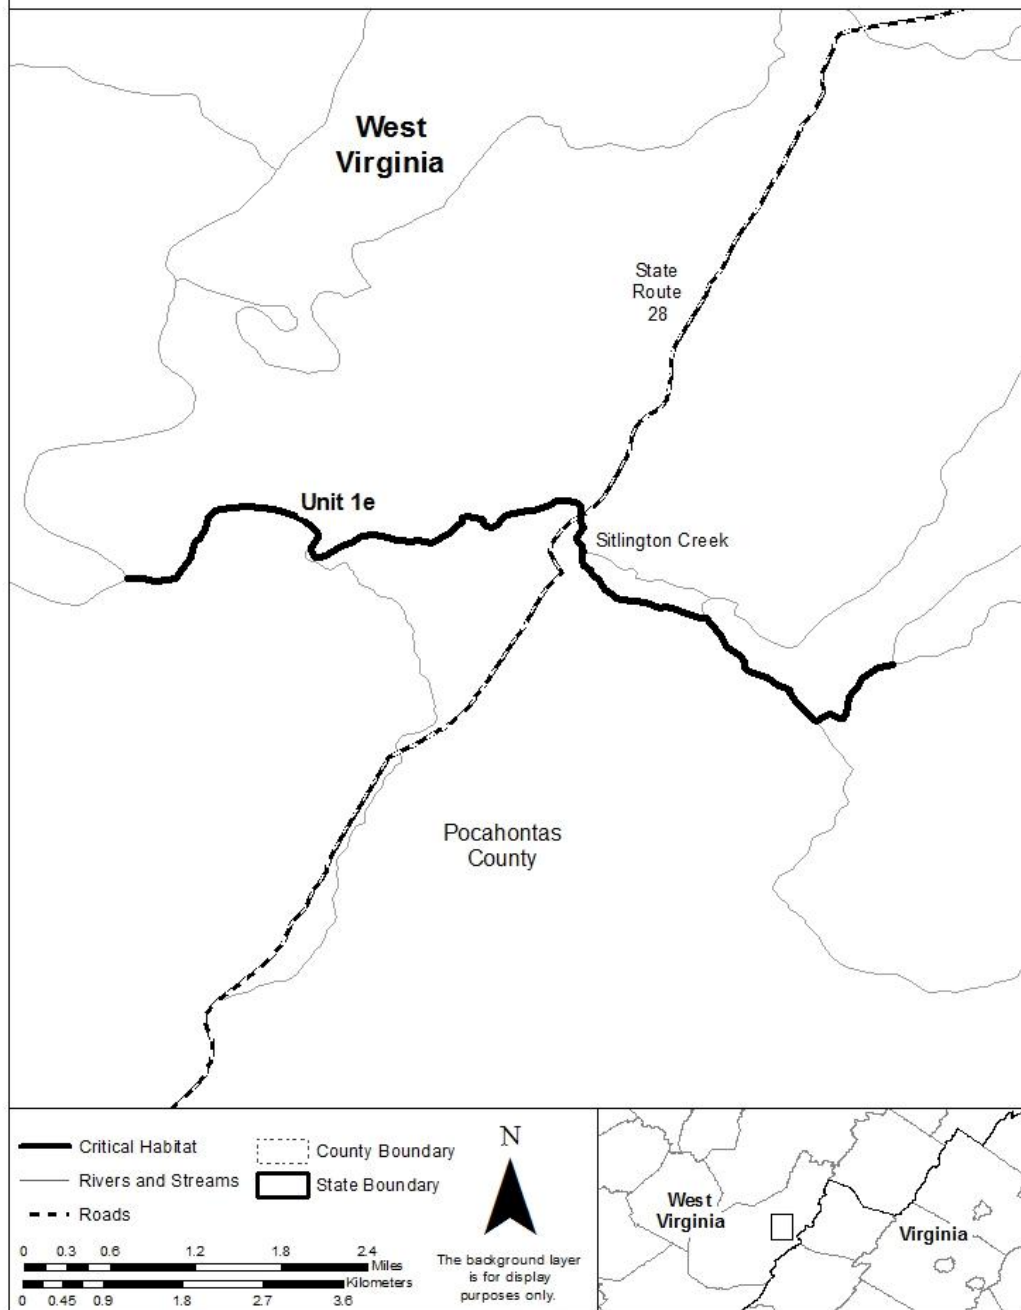 West
Virginia
State
Route
28
Unit 1e
Sitlington Creek
Pocahontas
County
Critical Habitat
Rivers and Streams
Roads
County Boundary
State Boundary
0 0.3 0.6 1.2 1.8 2.4
Miles
Kilometers
0 0.45 0.9 1.8 2.7 3.6
N
The background layer
is for display
purposes only.
West
Virginia
Virginia